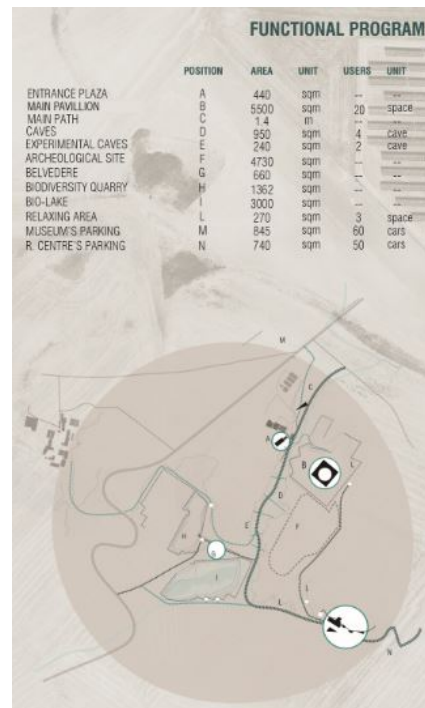 FUNCTIONAL PROGRAM
POSITION AREA UNIT USERS UNIT
ENTRANCE PLAZA A 440 sqm -- --
MAIN PAVILLION B 5500 sqm 20 space
MAIN PATH C 1.4 m -- --
CAVES D 950 sqm 4 cave
EXPERIMENTAL CAVES E 240 sqm 2 cave
ARCHEOLOGICAL SITE F 4730 sqm -- --
BELVEDERE G 660 sqm -- --
BIODIVERSITY QUARRY H 1362 sqm -- --
BIO-LAKE I 3000 sqm -- --
RELAXING AREA L 270 sqm 3 space
MUSEUM'S PARKING M 845 sqm 60 cars
R. CENTRE'S PARKING N 740 sqm 50 cars
M
C
A
B L
D
E F
H
G
I
L
N